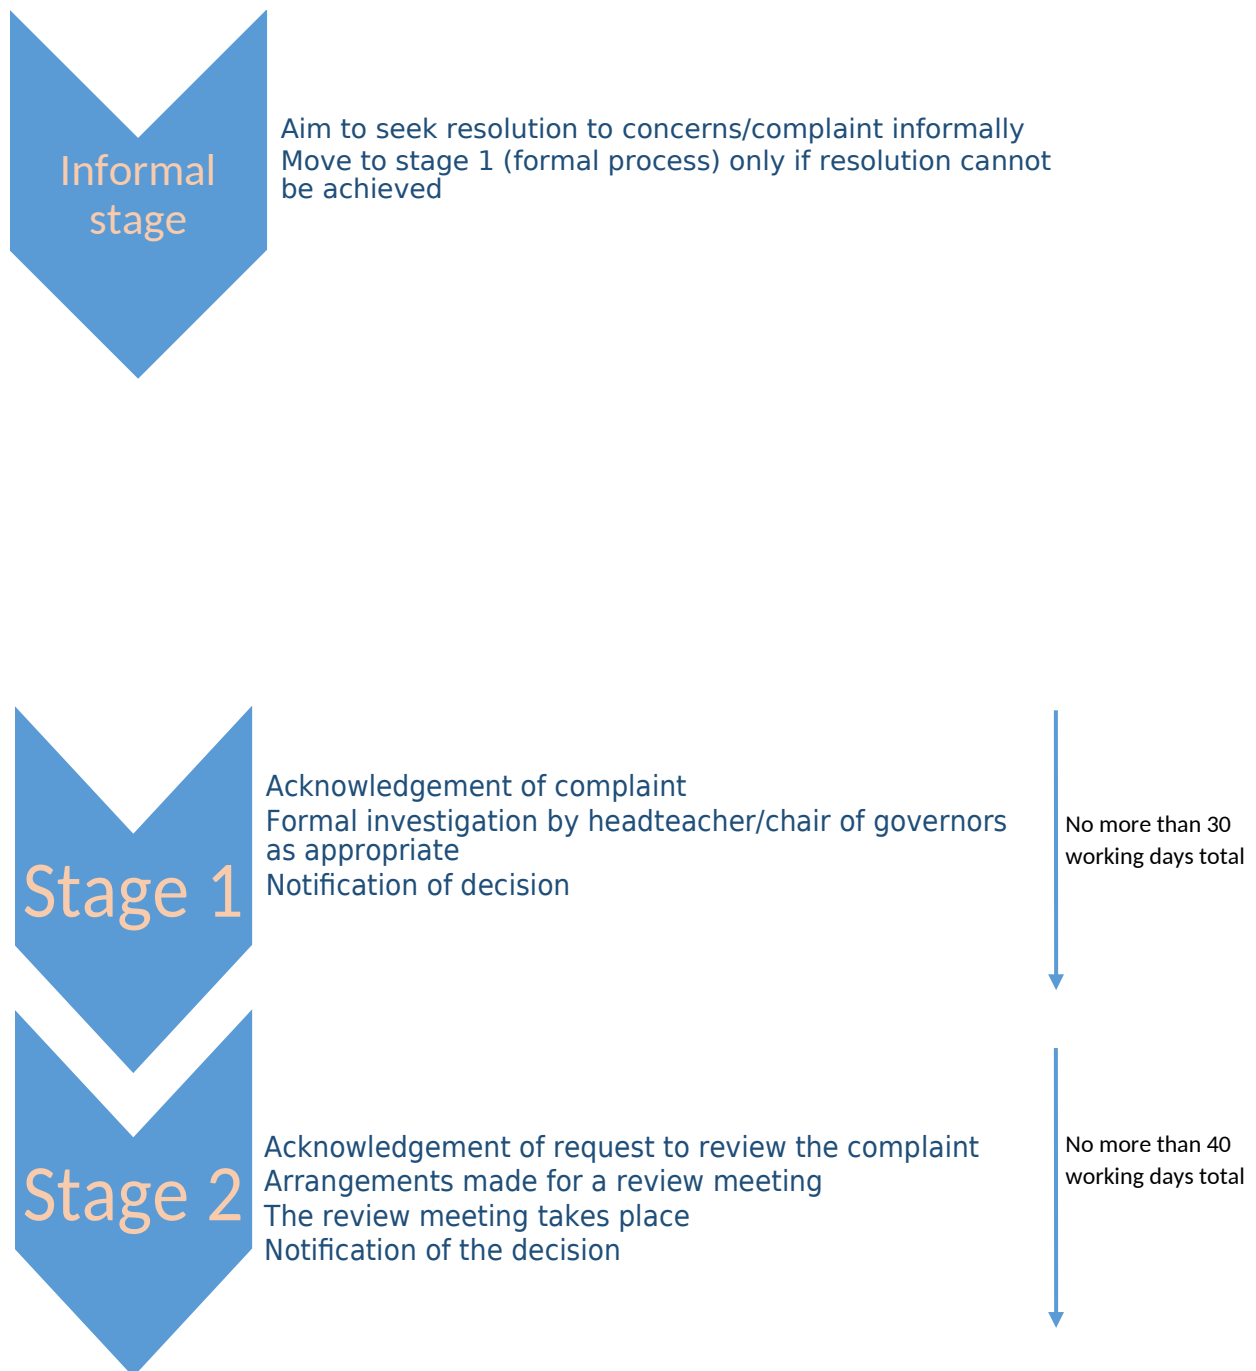 Informal
stage
Aim to seek resolution to concerns/complaint informally
Move to stage 1 (formal process) only if resolution cannot
be achieved
Stage 1
Acknowledgement of complaint
Formal investigation by headteacher/chair of governors
as appropriate
Notification of decision
No more than 30
working days total
Stage 2
Acknowledgement of request to review the complaint
Arrangements made for a review meeting
The review meeting takes place
Notification of the decision
No more than 40
working days total